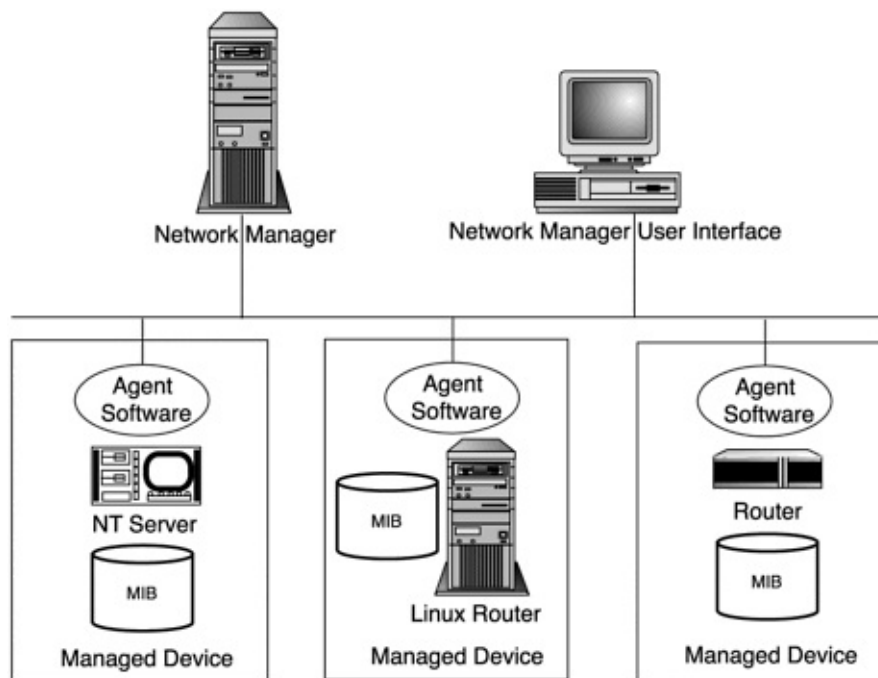 Network Manager
Network Manager User Interface
Agent
Software
NT Server
MIB
Managed Device
Agent
Software
MIB
Linux Router
Managed Device
Agent
Software
Router
MIB
Managed Device